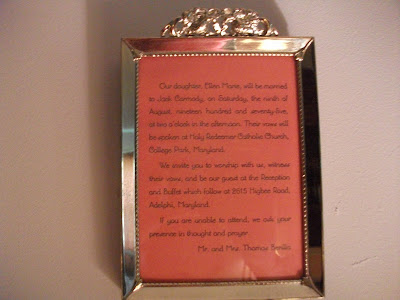 Our daughter, Ellen Marie, will be married
to Jack Carmody, on Saturday, the ninth of
August, nineteen hundred and seventy-five,
at two o'clock in the afternoon. Their vows will
be spoken at Holy Redeemer Catholic Church,
College Park, Maryland.
We invite you to worship with us, witness
their vows, and be our guest at the Reception
and Buffet which follow at 2615 Road,
Adelphi, Maryland.
If you are unable to attend, we ask your
presence in thought and prayer.
Mr. and Mrs. Thomas